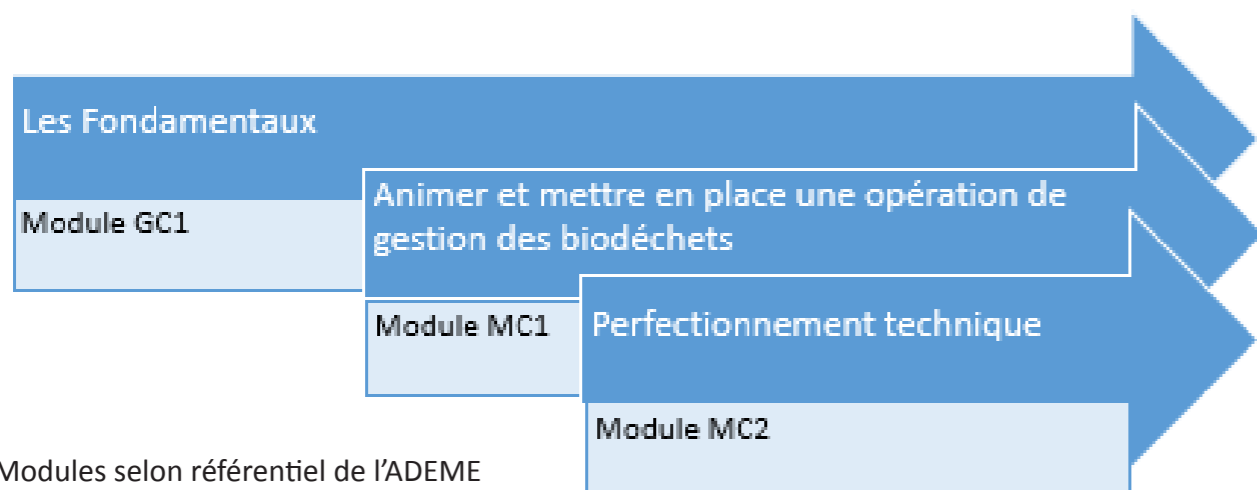 Les Fondamentaux
Module GC1
Animer et mettre en place une opération de
gestion des biodéchets
Module MC1
Perfectionnement technique
Module MC2
Modules selon référentiel de l'ADEME